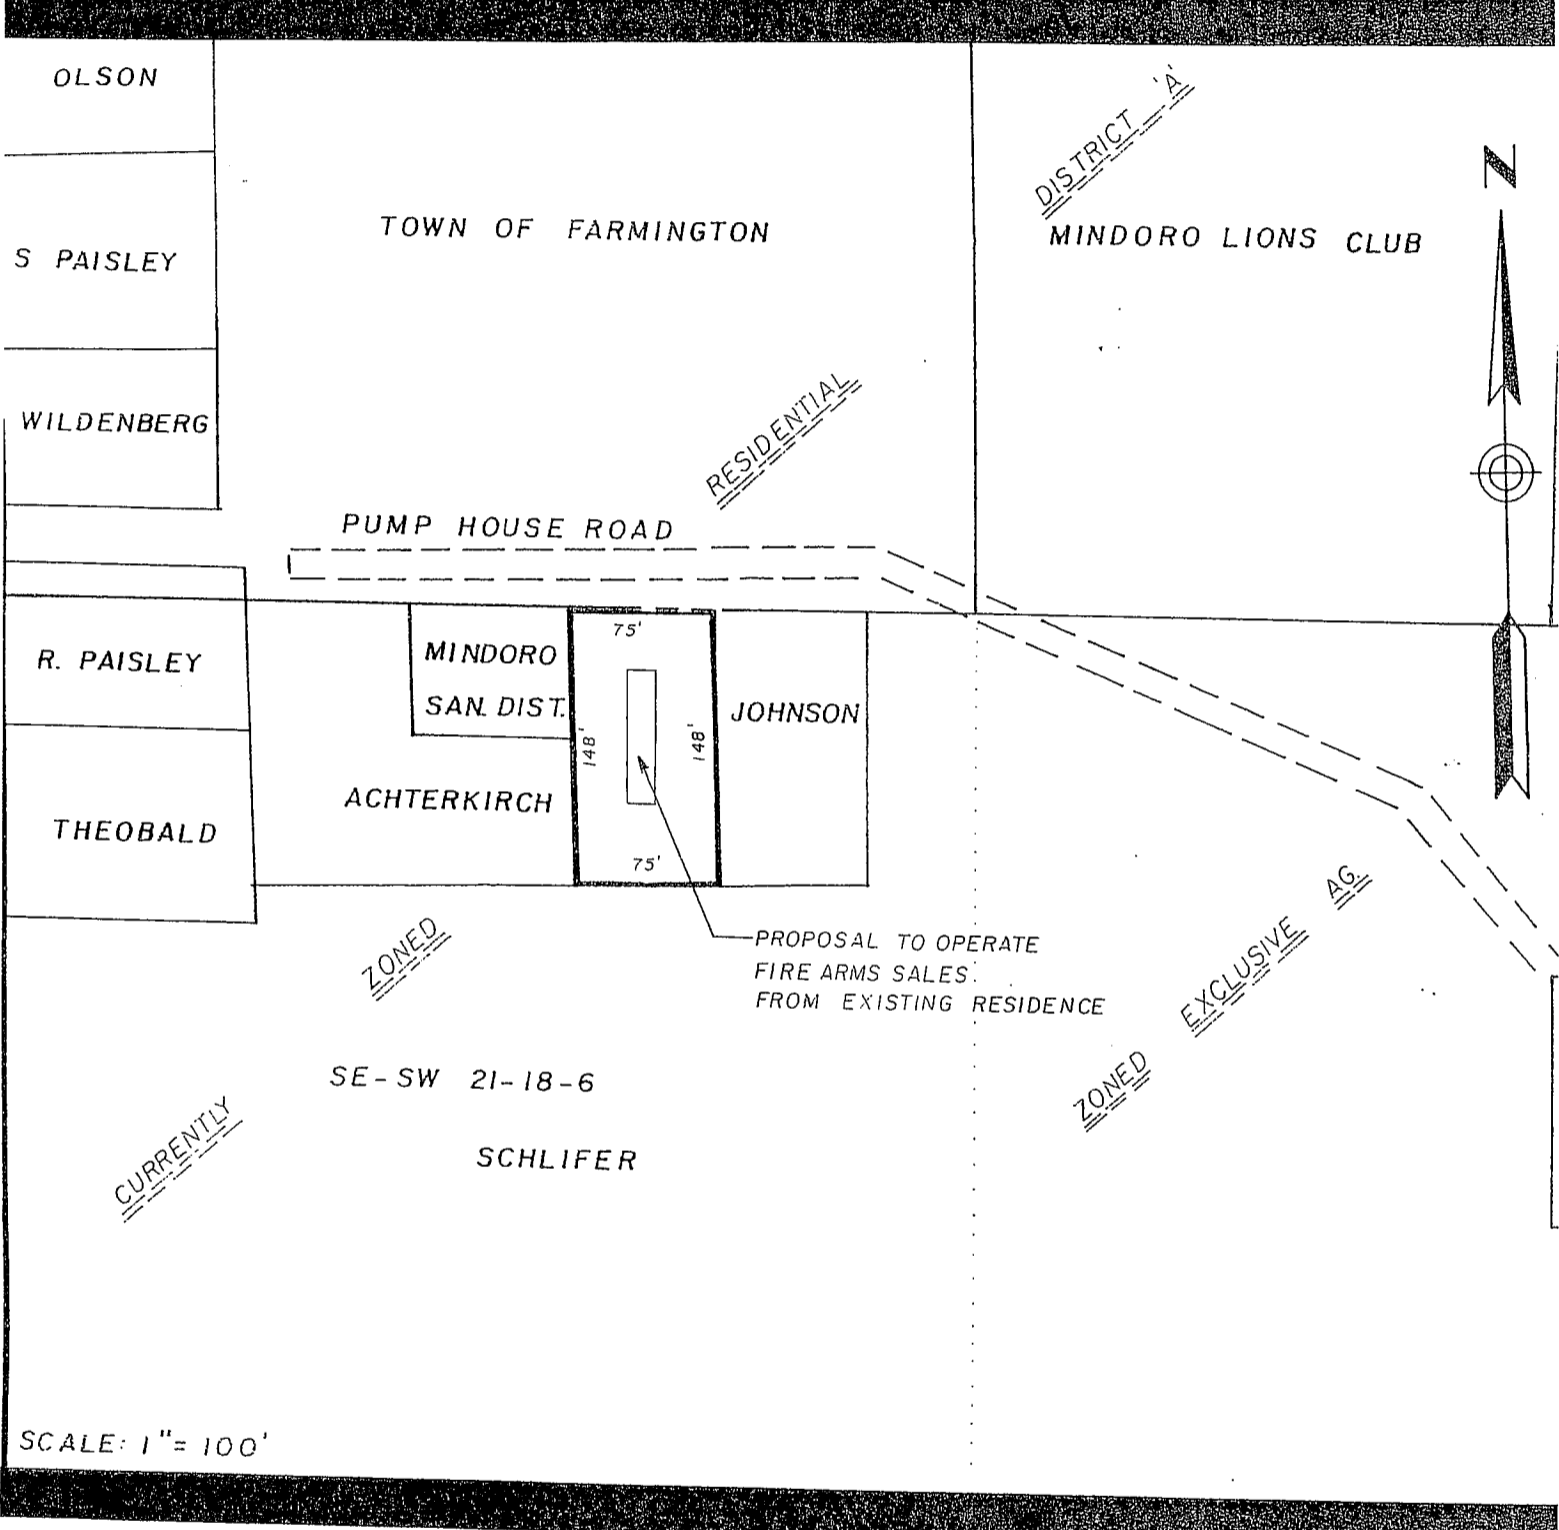 OLSON
DISTRICT 'A'
N
S PAISLEY
TOWN OF FARMINGTON
MINDORO LIONS CLUB
WILDENBERG
RESIDENTIAL
PUMP HOUSE ROAD
R. PAISLEY
MINDORO
SAN. DIST.
75'
148'
148'
75'
JOHNSON
ACHTERKIRCH
THEOBALD
PROPOSAL TO OPERATE
FIRE ARMS SALES
FROM EXISTING RESIDENCE
ZONED
CURRENTLY
ZONED EXCLUSIVE AG.
SE-SW 21-18-6
SCHLIFER
SCALE: 1"= 100'